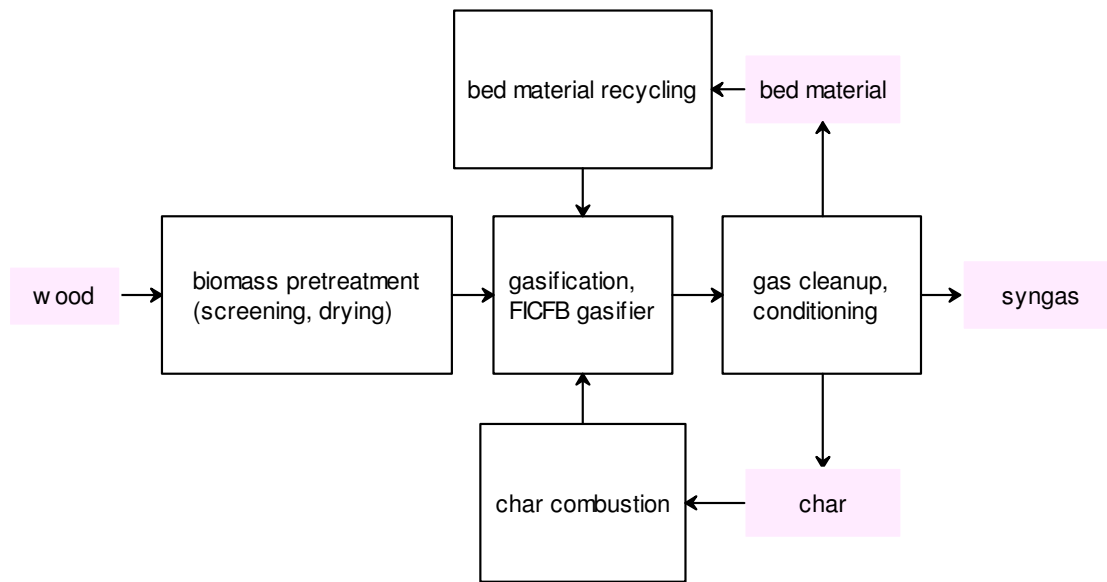 bed material recycling
bed material
wood
biomass pretreatment
(screening, drying)
gasification,
FICFB gasifier
gas cleanup,
conditioning
syngas
char combustion
char